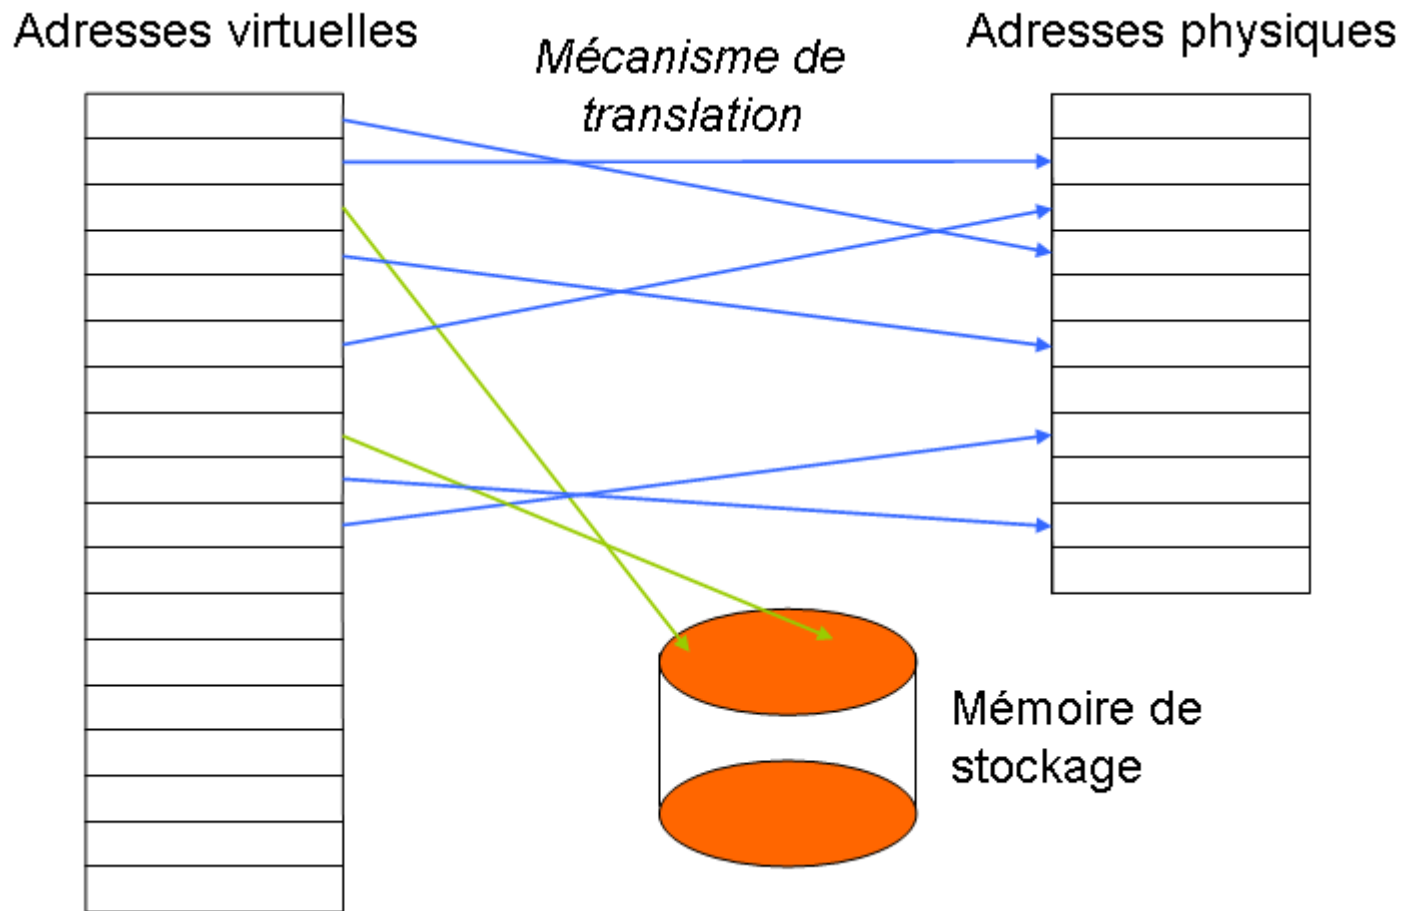 Adresses virtuelles
Mécanisme de
translation
Adresses physiques
Mémoire de
stockage